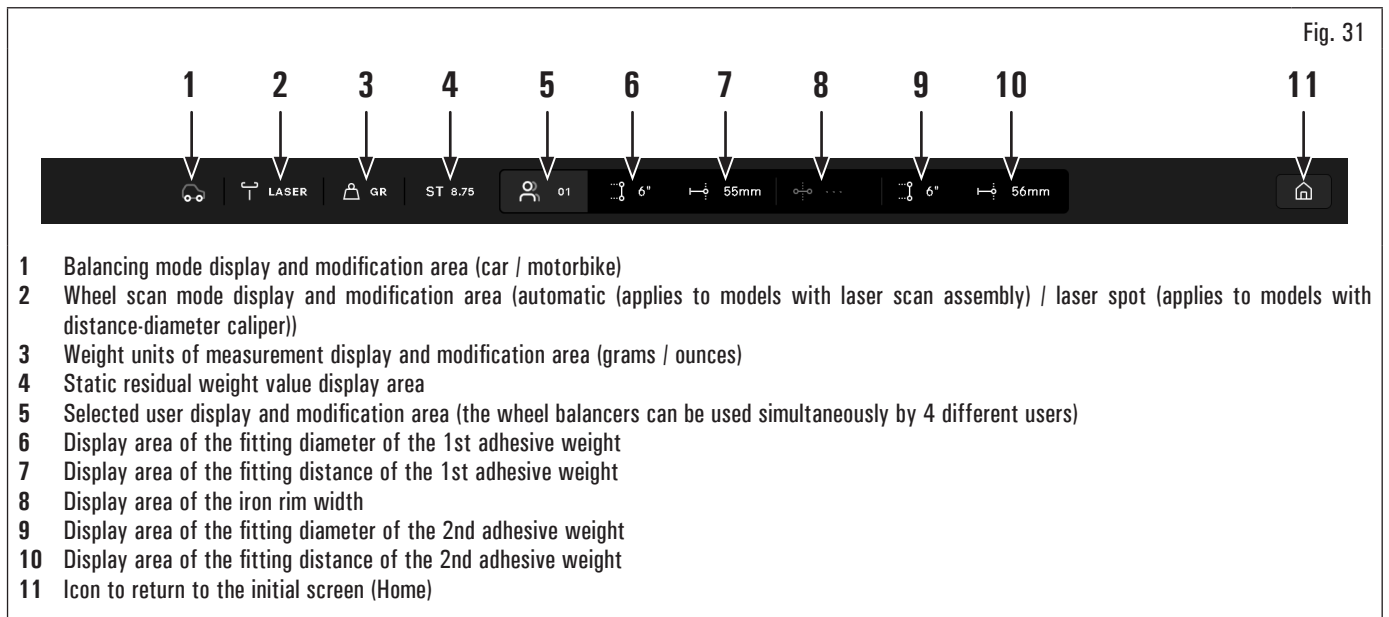 Fig. 31
1 2 3 4 5 6 7 8 9 10 11
LASER GR ST 8.75 01 6" 55mm ... 6" 56mm
1 Balancing mode display and modification area (car / motorbike)
2 Wheel scan mode display and modification area (automatic (applies to models with laser scan assembly) / laser spot (applies to models with
distance-diameter caliper))
3 Weight units of measurement display and modification area (grams / ounces)
4 Static residual weight value display area
5 Selected user display and modification area (the wheel balancers can be used simultaneously by 4 different users)
6 Display area of the fitting diameter of the 1st adhesive weight
7 Display area of the fitting distance of the 1st adhesive weight
8 Display area of the iron rim width
9 Display area of the fitting diameter of the 2nd adhesive weight
10 Display area of the fitting distance of the 2nd adhesive weight
11 Icon to return to the initial screen (Home)